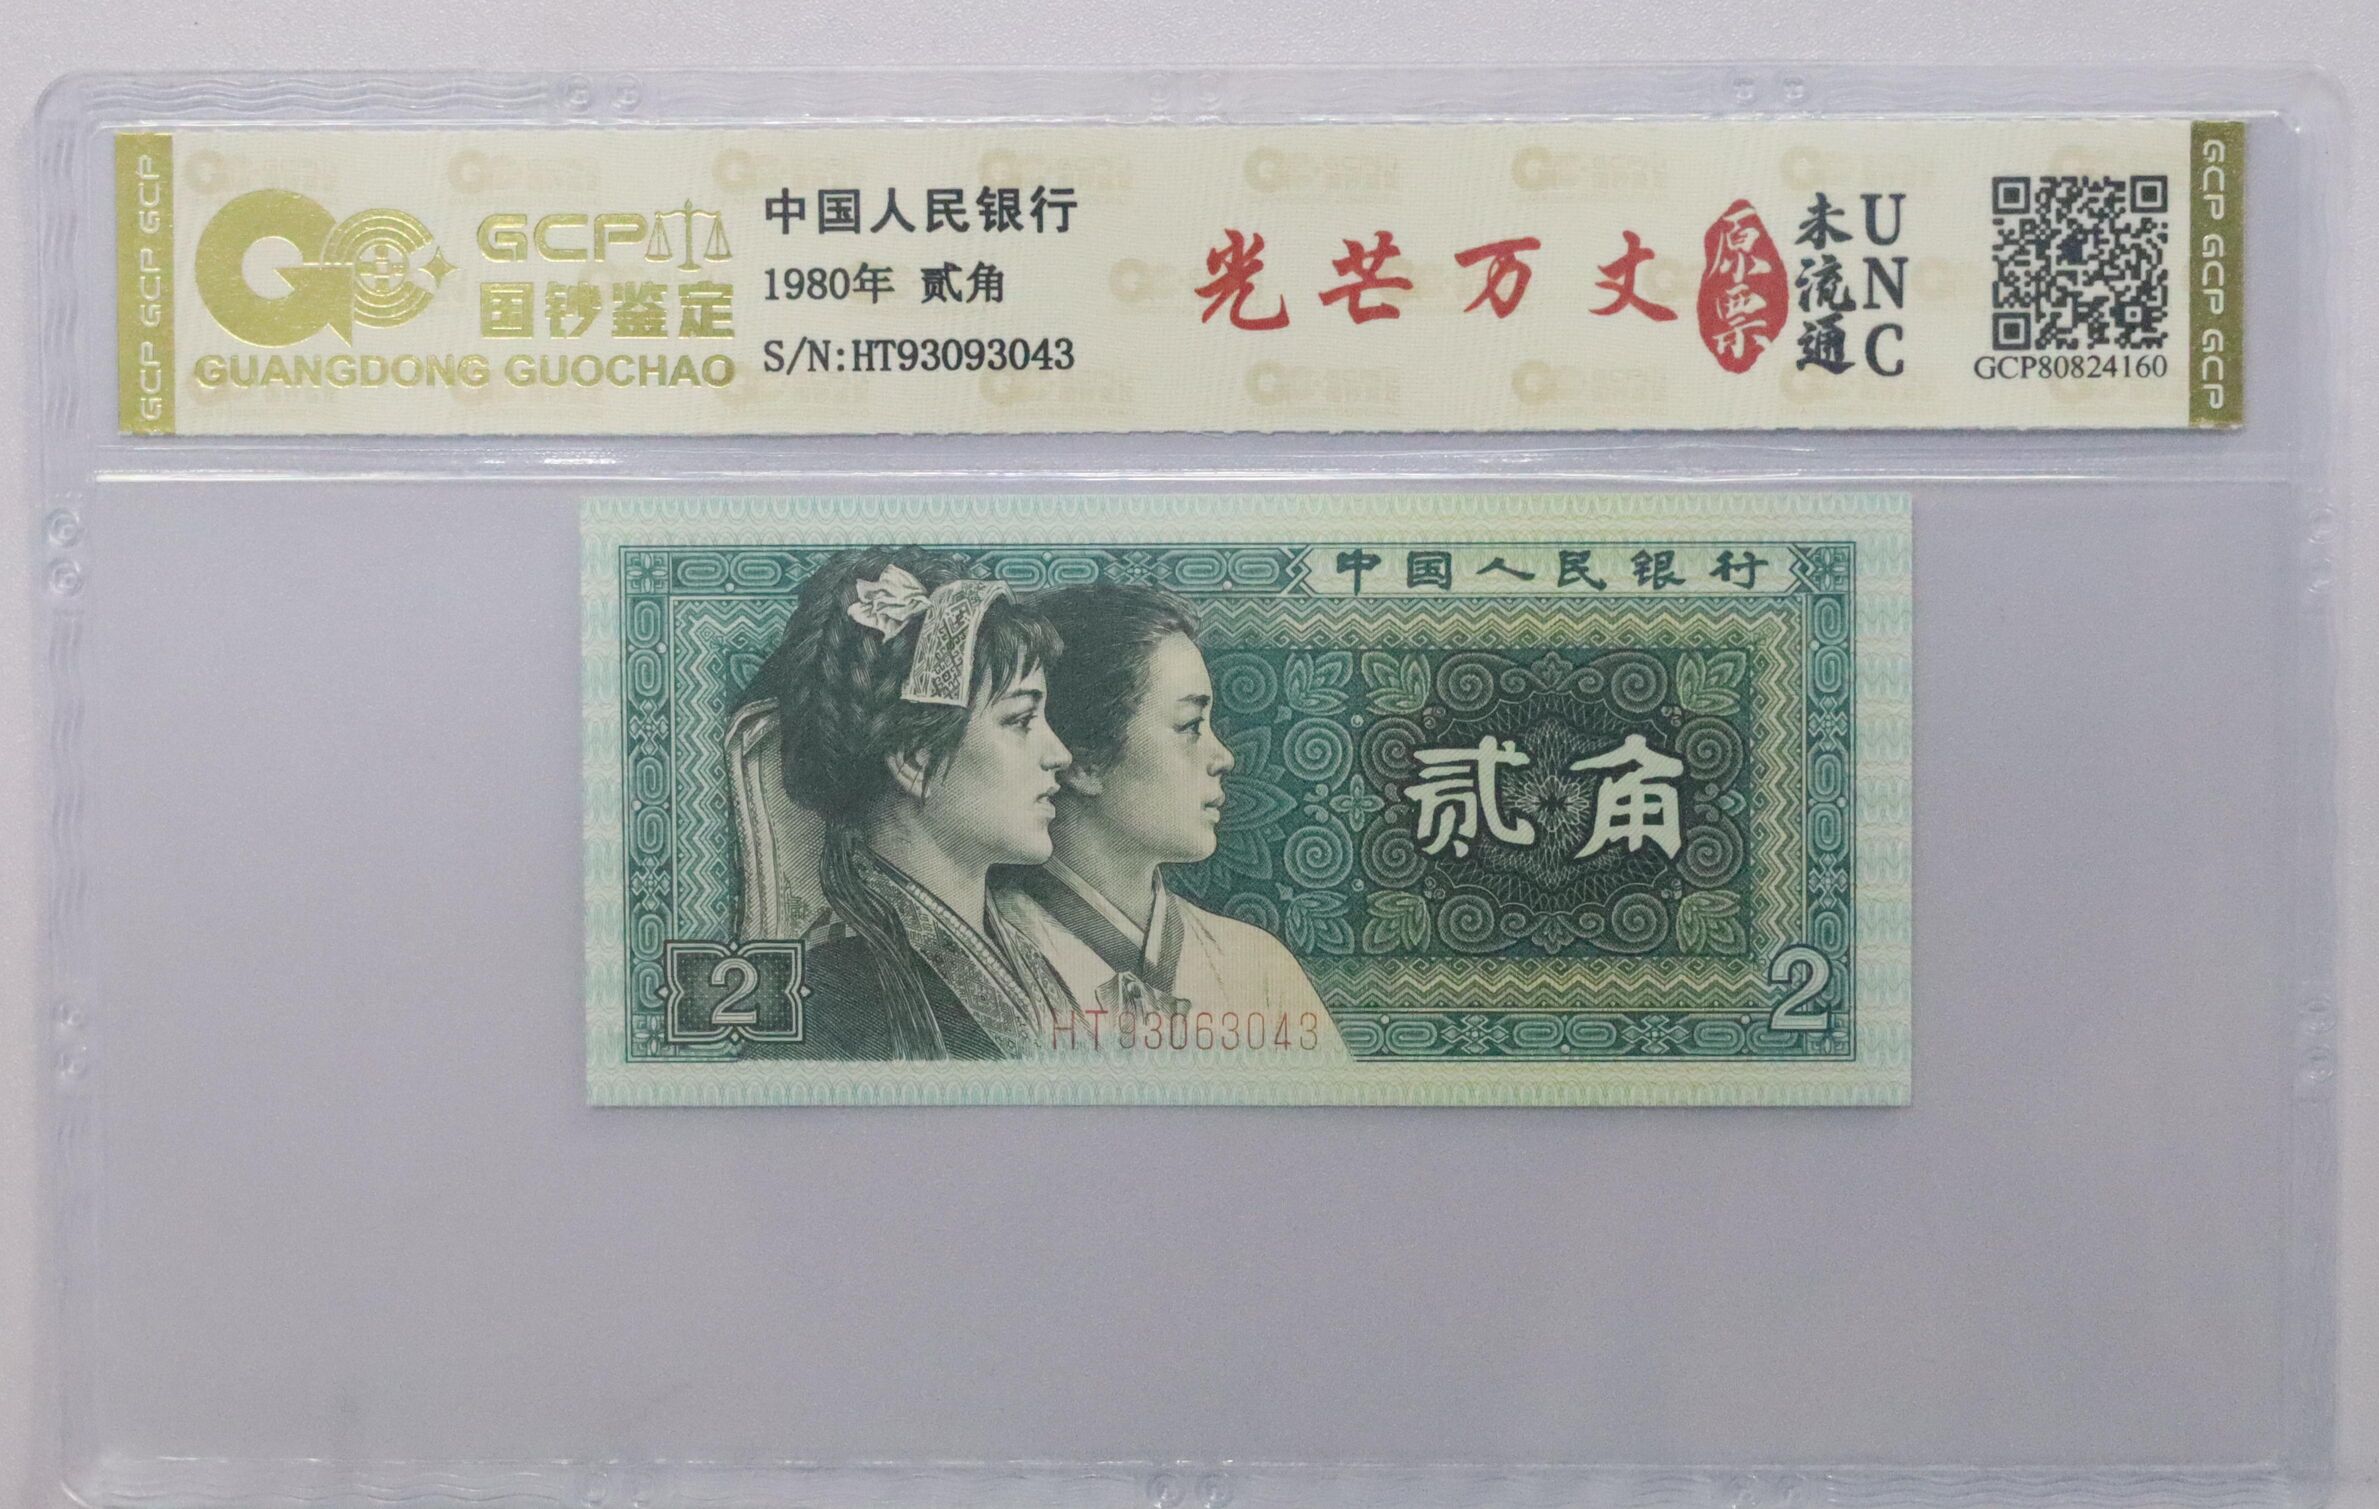 GCP GCP GCP
GCP
国钞鉴定
GUANGDONG GUOCHAO
中国人民银行
1980年 贰角
S/N:HT93093043
光芒万丈
原票
未流通
UNC
GCP80824160
GCP GCP GCP
中国人民银行
贰角
2
2
HT93063043